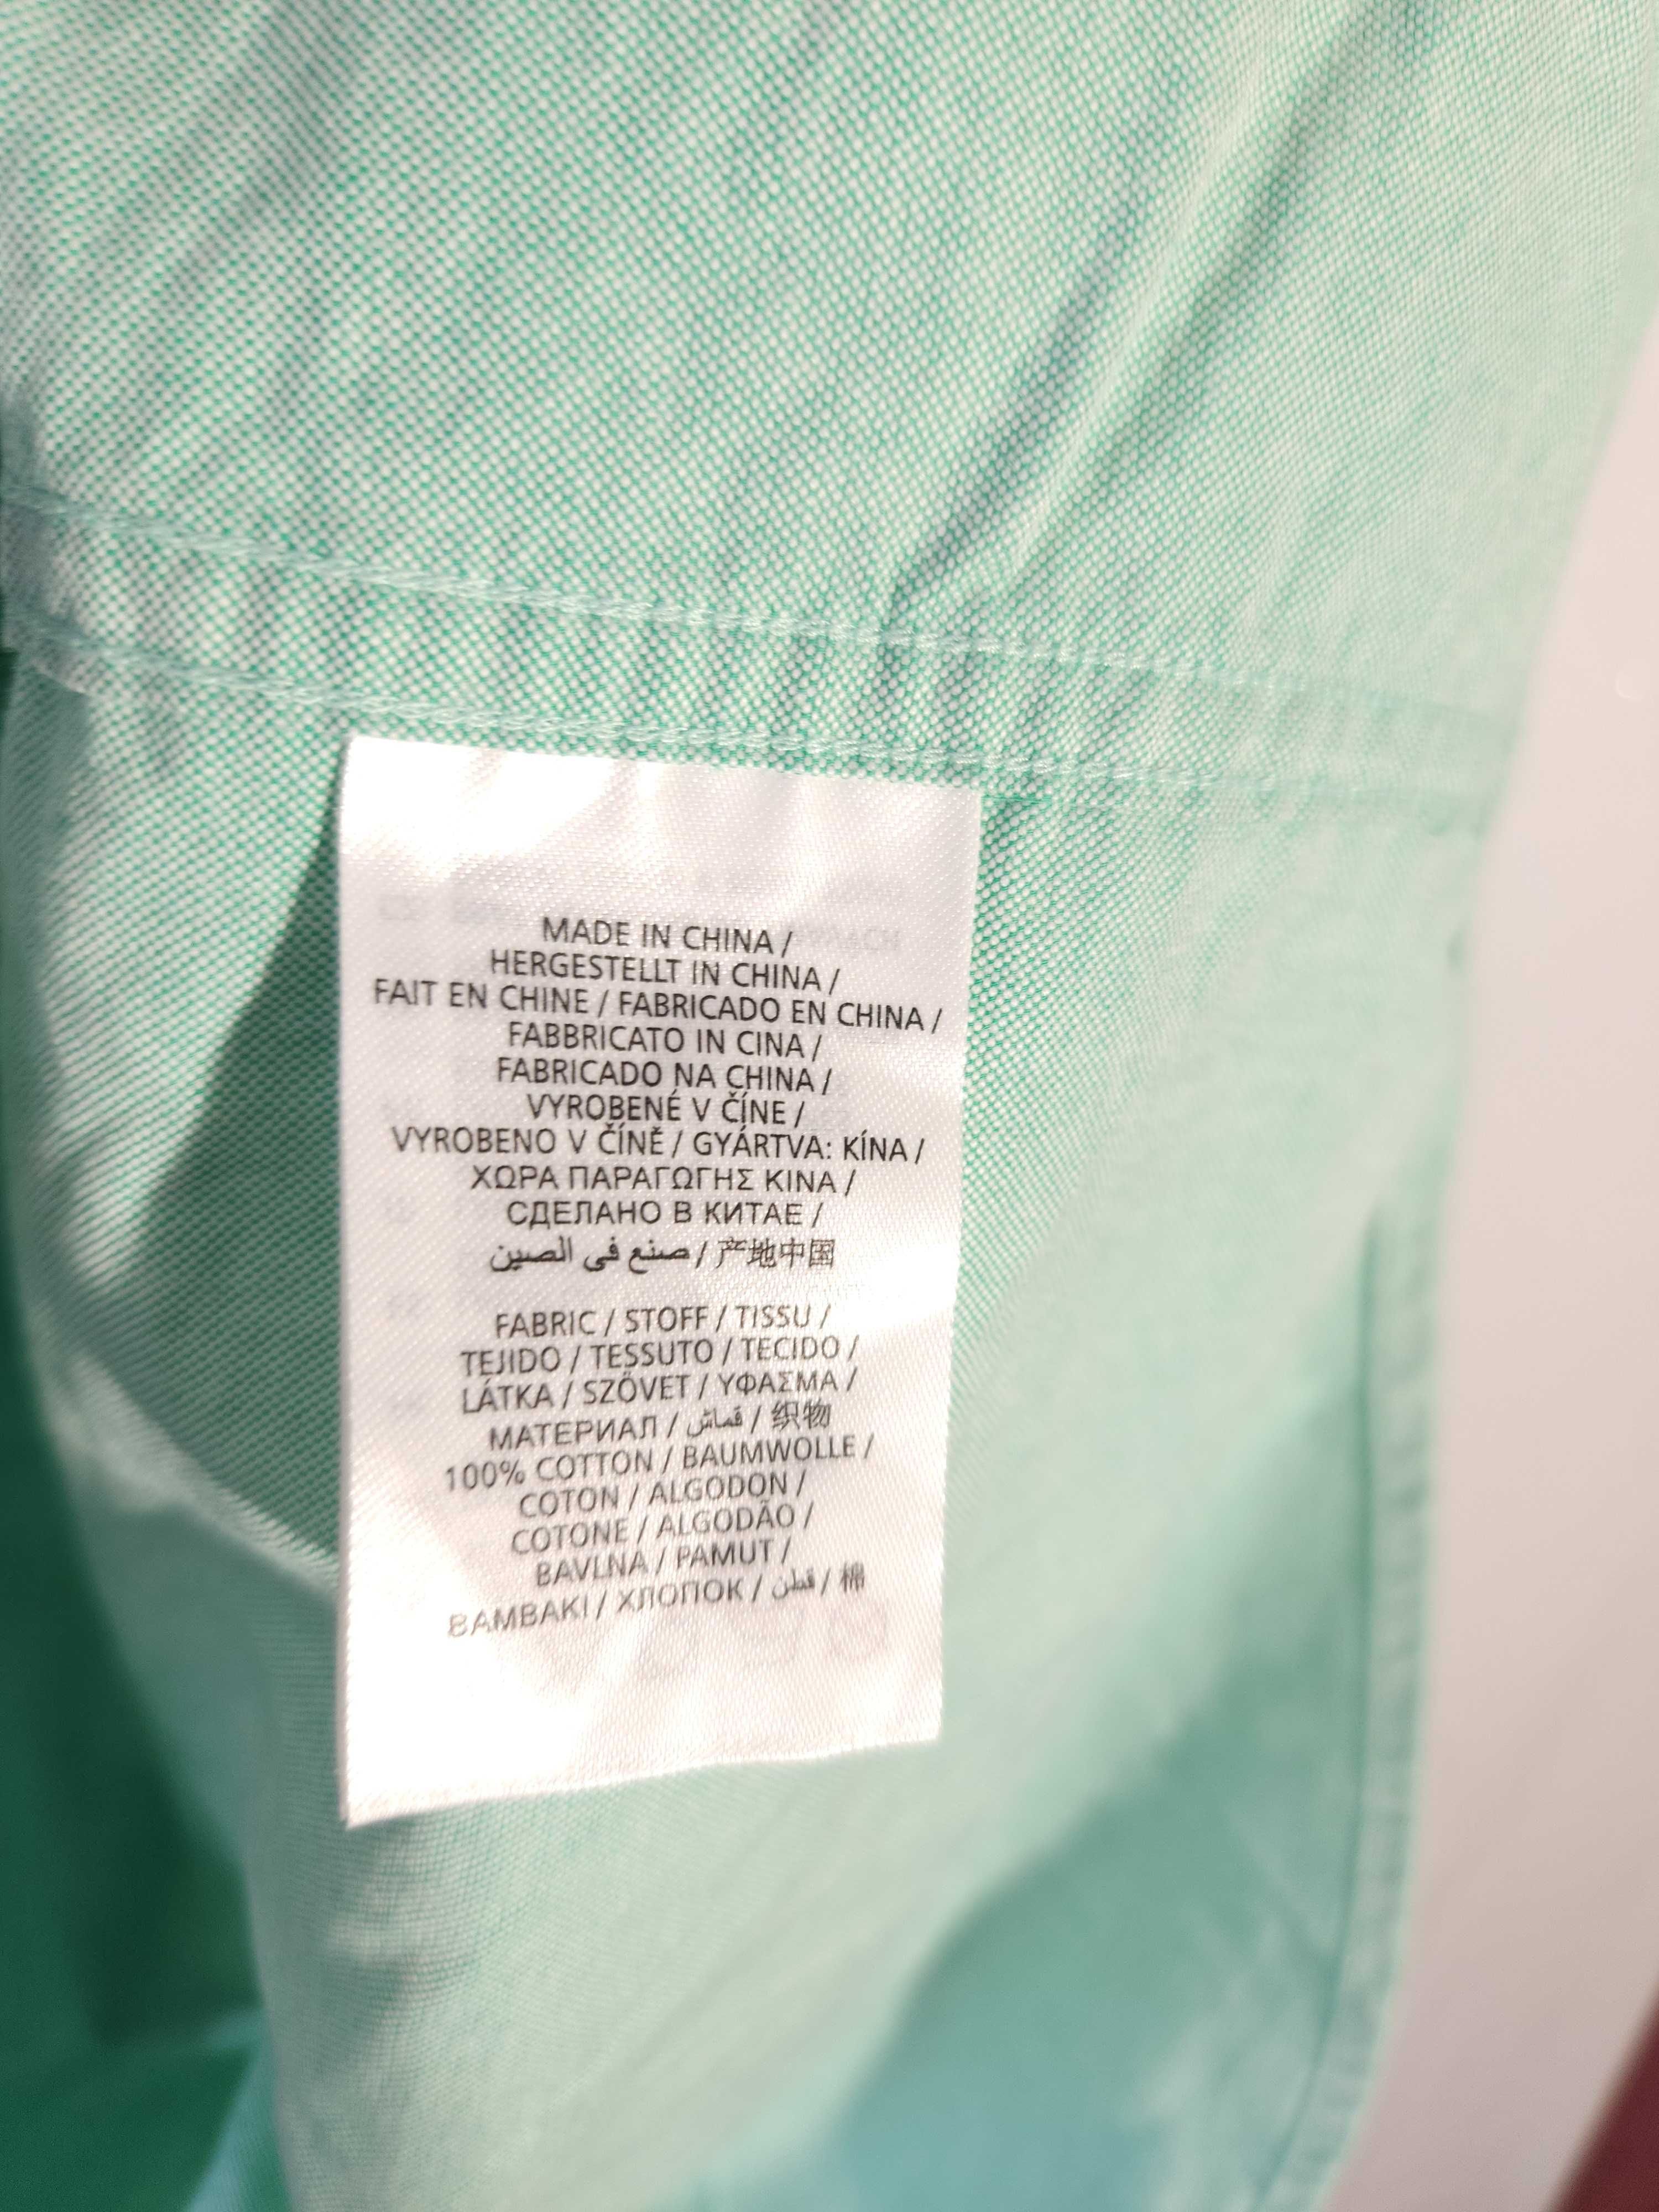 MADE IN CHINA /
HERGESTELLT IN CHINA /
FAIT EN CHINE / FABRICADO EN CHINA /
FABBRICATO IN CINA /
FABRICADO NA CHINA /
VYROBENÉ V ČÍNE /
VYROBENO V ČÍNĚ / GYÁRTVA: KÍNA /
ΧΩΡΑ ΠΑΡΑΓΩΓΗΣ ΚΙΝΑ /
СДЕЛАНО В КИТАЕ /
صنع في الصين / 产地中国
FABRIC / STOFF / TISSU /
TEJIDO / TESSUTO / TECIDO /
LÁTKA / SZÖVET / ΥΦΑΣΜΑ /
МАТЕРИАЛ / قماش / 织物
100% COTTON / BAUMWOLLE /
COTON / ALGODON /
COTONE / ALGODÃO /
BAVLNA / PAMUT /
ΒΑΜΒΑΚΙ / ХЛОПОК / قطن / 棉